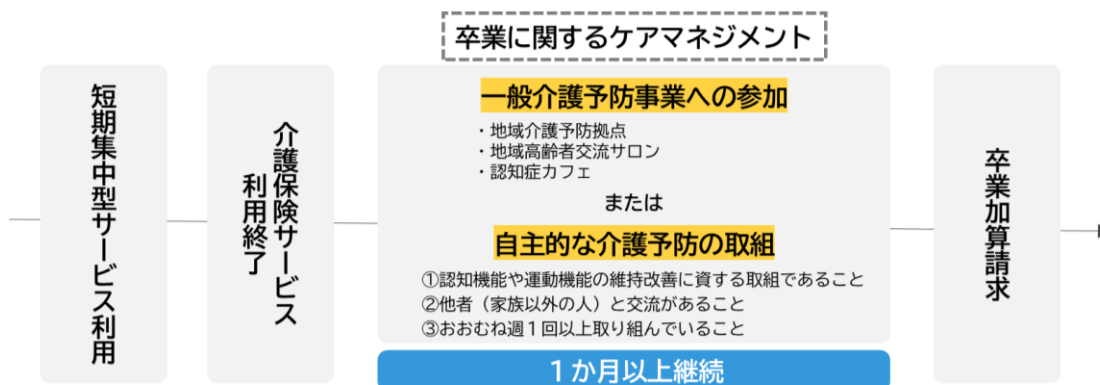 卒業に関するケアマネジメント
短期集中型サービス利用
介護保険サービス
利用終了
一般介護予防事業への参加
・地域介護予防拠点
・地域高齢者交流サロン
・認知症カフェ
または
自主的な介護予防の取組
①認知機能や運動機能の維持改善に資する取組であること
②他者（家族以外の人）と交流があること
③おおむね週１回以上取り組んでいること
１か月以上継続
卒業加算請求